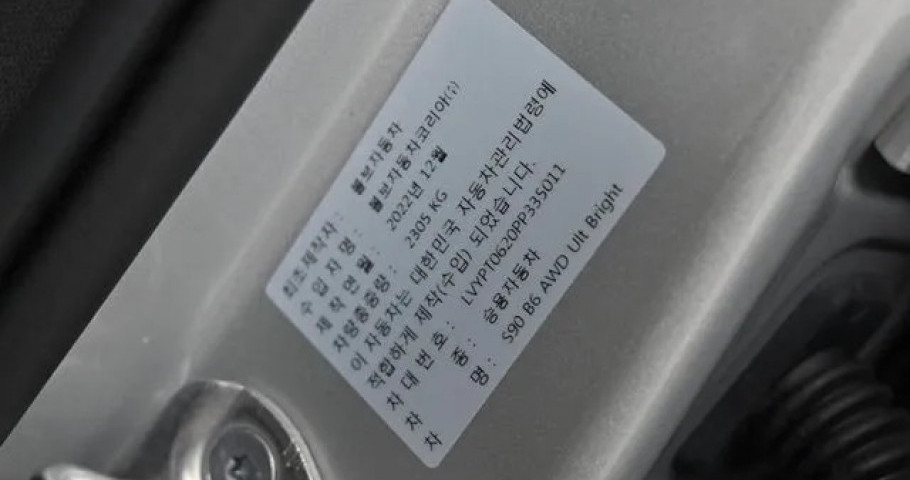 최초제작자 : 볼보자동차
수 입 자 명 : 볼보자동차코리아(주)
제 작 연 월 : 2022년 12월
차량총중량 : 2305 KG
이 자동차는 대한민국 자동차관리법령에
적합하게 제작(수입) 되었습니다.
차 대 번 호 : LVYPT0620PP335011
차 종 : 승용자동차
차 명 : S90 B6 AWD Ult Bright